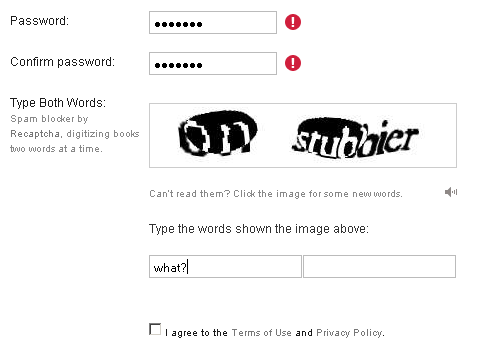 Password:
Confirm password:
Type Both Words:
Spam blocker by
Recaptcha, digitizing books
two words at a time.
on stubbier
Can't read them? Click the image for some new words.
Type the words shown the image above:
what?
I agree to the Terms of Use and Privacy Policy.